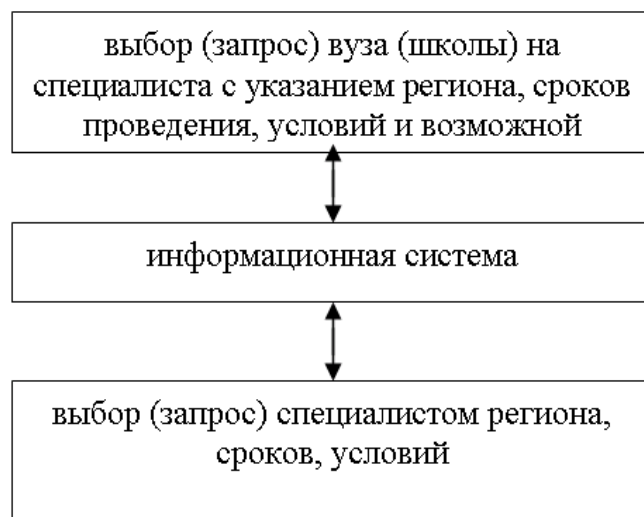 выбор (запрос) вуза (школы) на
специалиста с указанием региона, сроков
проведения, условий и возможной
информационная система
выбор (запрос) специалистом региона,
сроков, условий